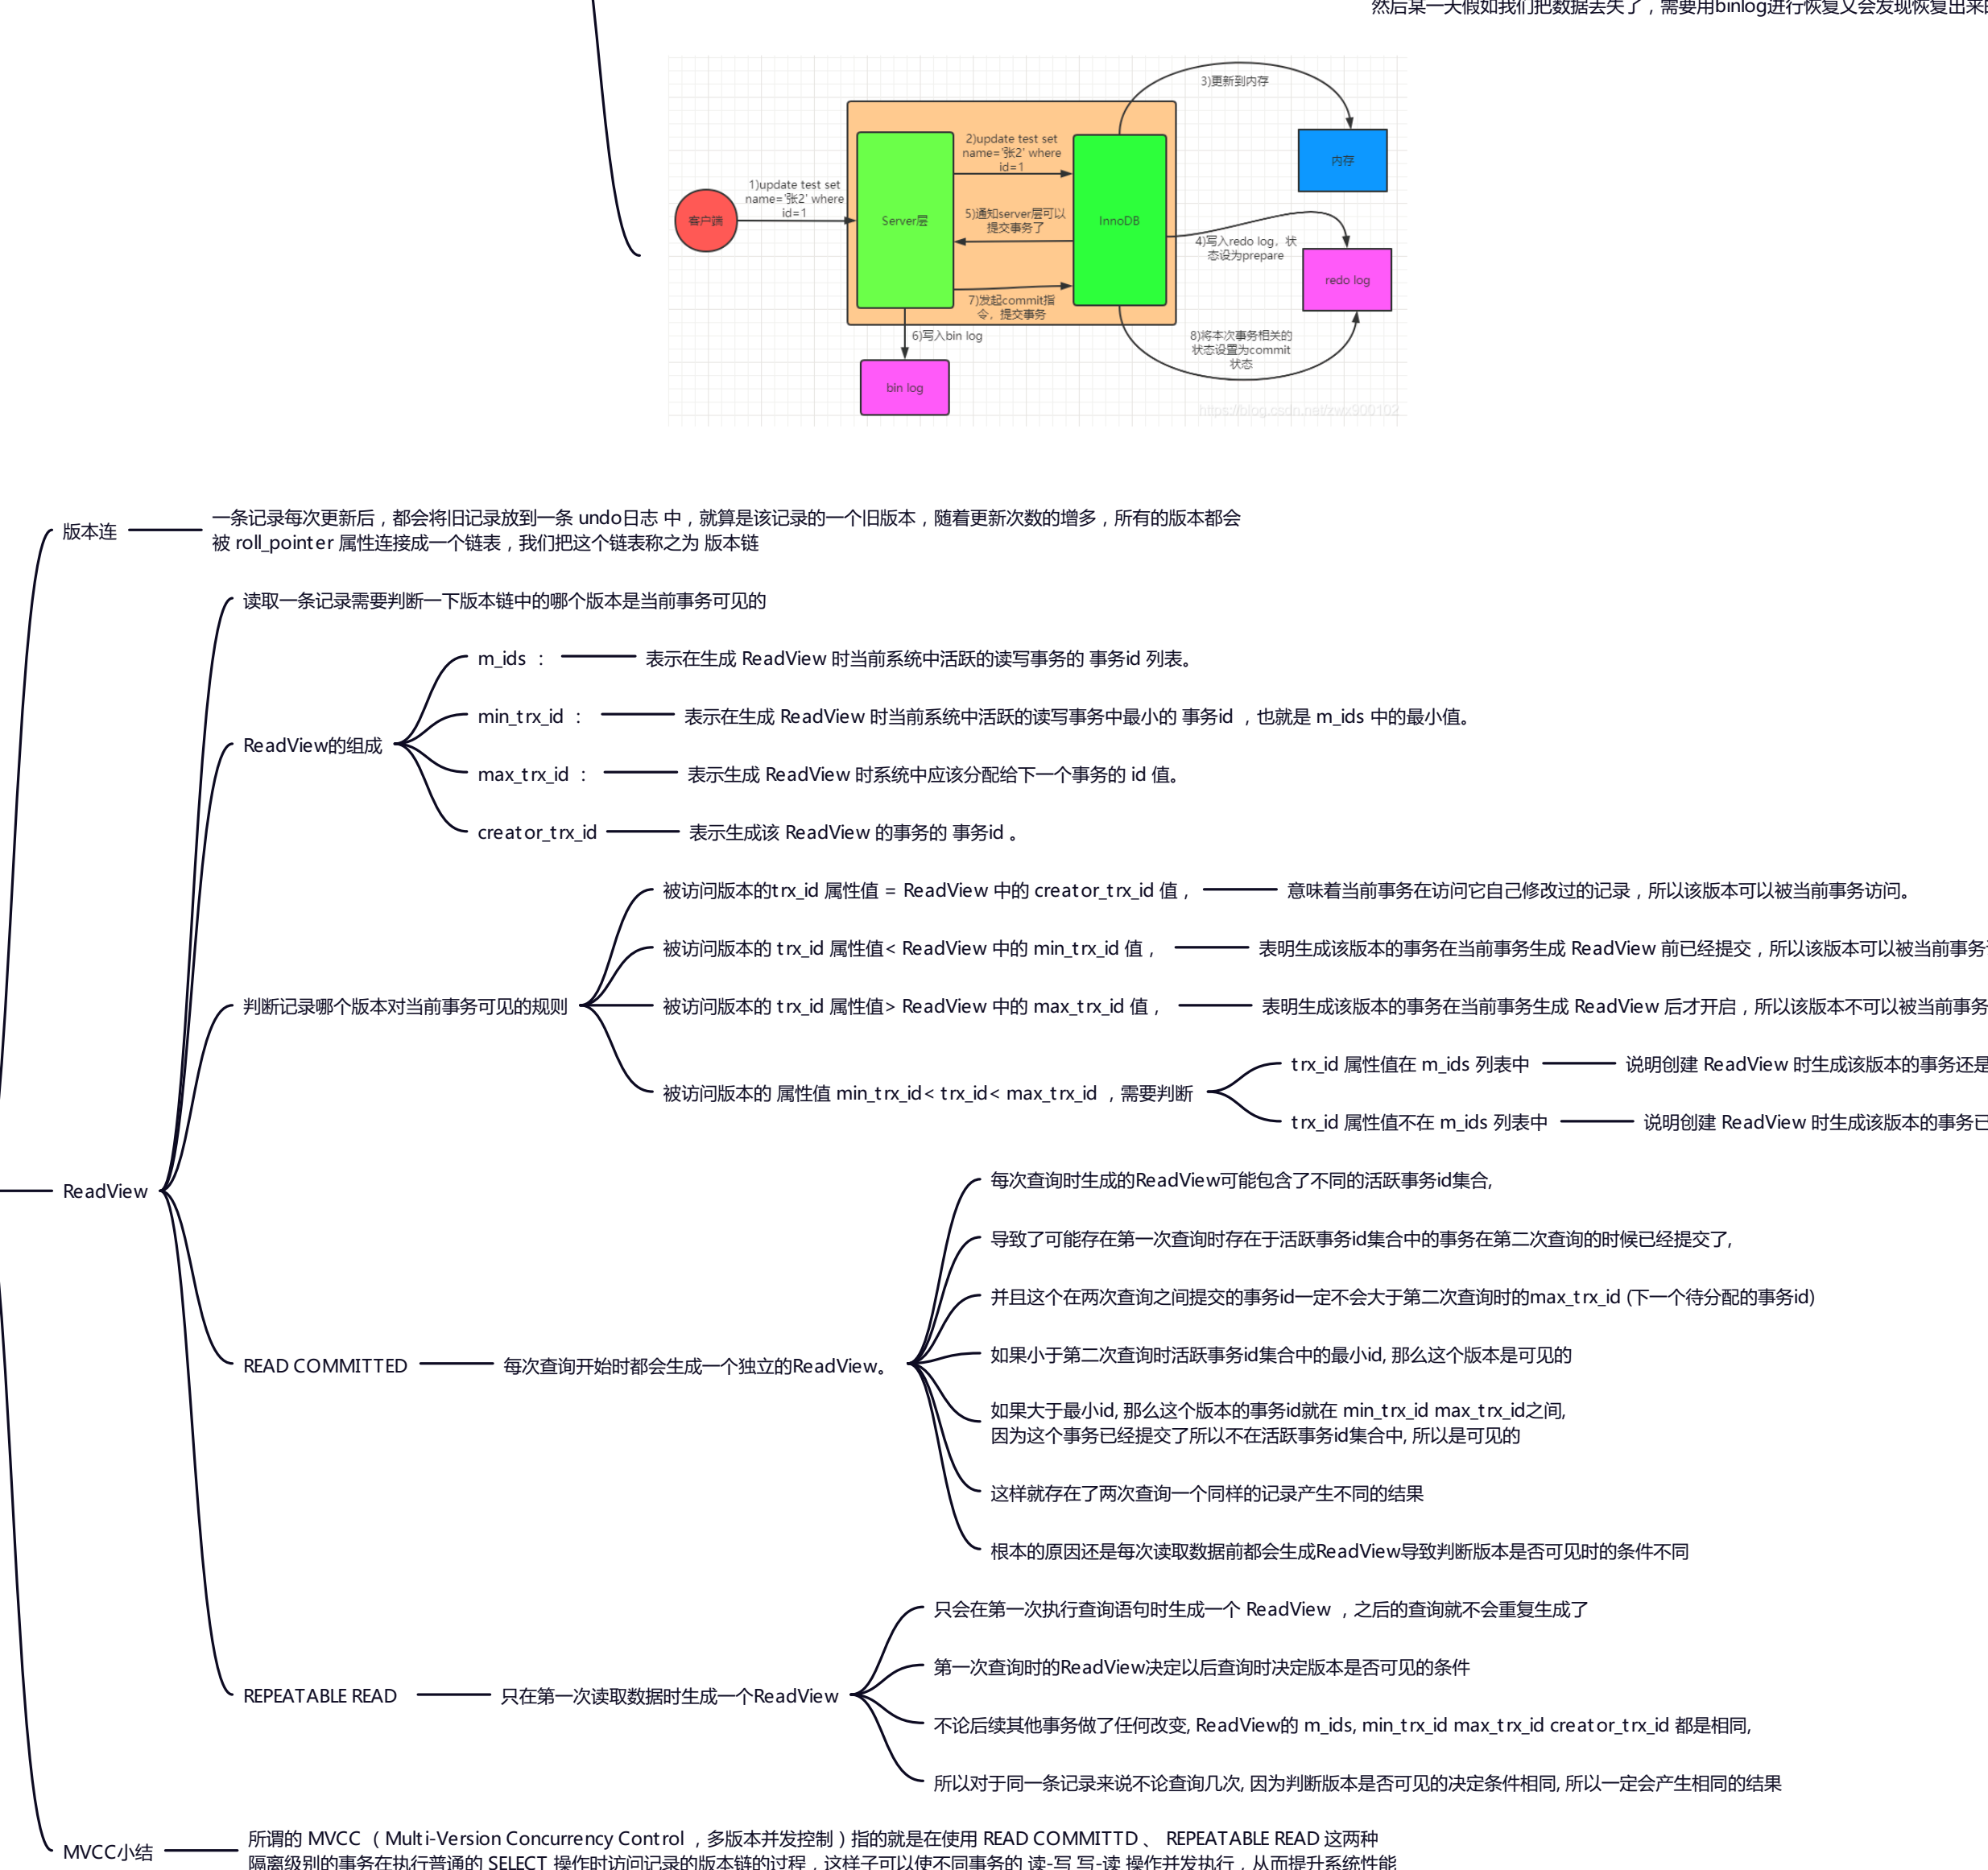 然后某一天假如我们把数据丢失了，需要用binlog进行恢复又会发现恢复出来
3)更新到内存
2)update test set
name='张2' where
id=1
内存
1)update test set
name='张2' where
id=1
客户端
Server层
5)通知server层可以
提交事务了
InnoDB
4)写入redo log，状
态设为prepare
redo log
7)发起commit指
令，提交事务
6)写入bin log
8)将本次事务相关的
状态设置为commit
状态
bin log
https://blog.csdn.net/zwx900102
版本连
一条记录每次更新后，都会将旧记录放到一条 undo日志 中，就算是该记录的一个旧版本，随着更新次数的增多，所有的版本都会
被 roll_pointer 属性连接成一个链表，我们把这个链表称之为 版本链
读取一条记录需要判断一下版本链中的哪个版本是当前事务可见的
m_ids ：
表示在生成 ReadView 时当前系统中活跃的读写事务的 事务id 列表。
min_trx_id ：
表示在生成 ReadView 时当前系统中活跃的读写事务中最小的 事务id ，也就是 m_ids 中的最小值。
ReadView的组成
max_trx_id ：
表示生成 ReadView 时系统中应该分配给下一个事务的 id 值。
creator_trx_id
表示生成该 ReadView 的事务的 事务id 。
被访问版本的trx_id 属性值 = ReadView 中的 creator_trx_id 值，
意味着当前事务在访问它自己修改过的记录，所以该版本可以被当前事务访问。
被访问版本的 trx_id 属性值< ReadView 中的 min_trx_id 值，
表明生成该版本的事务在当前事务生成 ReadView 前已经提交，所以该版本可以被当前事务
判断记录哪个版本对当前事务可见的规则
被访问版本的 trx_id 属性值> ReadView 中的 max_trx_id 值，
表明生成该版本的事务在当前事务生成 ReadView 后才开启，所以该版本不可以被当前事务
被访问版本的 属性值 min_trx_id< trx_id< max_trx_id ，需要判断
trx_id 属性值在 m_ids 列表中
说明创建 ReadView 时生成该版本的事务还是
trx_id 属性值不在 m_ids 列表中
说明创建 ReadView 时生成该版本的事务已
ReadView
每次查询时生成的ReadView可能包含了不同的活跃事务id集合,
导致了可能存在第一次查询时存在于活跃事务id集合中的事务在第二次查询的时候已经提交了,
并且这个在两次查询之间提交的事务id一定不会大于第二次查询时的max_trx_id (下一个待分配的事务id)
READ COMMITTED
每次查询开始时都会生成一个独立的ReadView。
如果小于第二次查询时活跃事务id集合中的最小id, 那么这个版本是可见的
如果大于最小id, 那么这个版本的事务id就在 min_trx_id max_trx_id之间,
因为这个事务已经提交了所以不在活跃事务id集合中, 所以是可见的
这样就存在了两次查询一个同样的记录产生不同的结果
根本的原因还是每次读取数据前都会生成ReadView导致判断版本是否可见时的条件不同
只会在第一次执行查询语句时生成一个 ReadView ，之后的查询就不会重复生成了
第一次查询时的ReadView决定以后查询时决定版本是否可见的条件
REPEATABLE READ
只在第一次读取数据时生成一个ReadView
不论后续其他事务做了任何改变, ReadView的 m_ids, min_trx_id max_trx_id creator_trx_id 都是相同,
所以对于同一条记录来说不论查询几次, 因为判断版本是否可见的决定条件相同, 所以一定会产生相同的结果
MVCC小结
所谓的 MVCC （ Multi-Version Concurrency Control ，多版本并发控制 ) 指的就是在使用 READ COMMITTD 、 REPEATABLE READ 这两种
隔离级别的事务在执行普通的 SELECT 操作时访问记录的版本链的过程，这样子可以使不同事务的 读-写 写-读 操作并发执行，从而提升系统性能